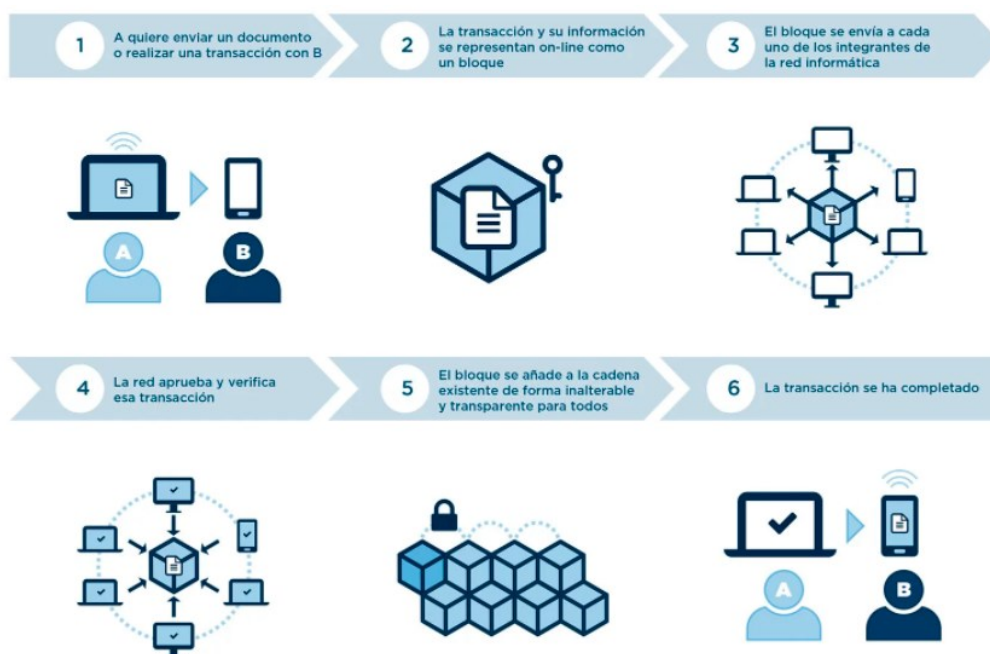 1
A quiere enviar un documento
o realizar una transacción con B
2
La transacción y su información
se representan on-line como
un bloque
3
El bloque se envía a cada
uno de los integrantes de
la red informática
A
B
4
La red aprueba y verifica
esa transacción
5
El bloque se añade a la cadena
existente de forma inalterable
y transparente para todos
6
La transacción se ha completado
A
B